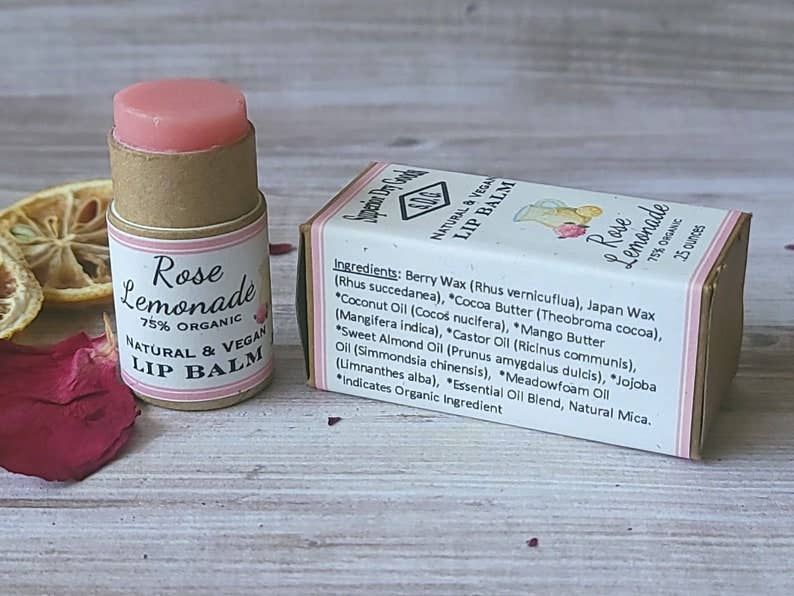 Rose
Lemonade
75% ORGANIC
NATURAL & VEGAN
LIP BALM
Superior Dry Goods
SDG
NATURAL & VEGAN
LIP BALM
Rose
Lemonade
75% ORGANIC
.25 OUNCES
Ingredients: Berry Wax (Rhus verniciflua), Japan Wax
(Rhus succedanea), *Cocoa Butter (Theobroma cocoa),
*Coconut Oil (Cocos nucifera), *Mango Butter
(Mangifera indica), *Castor Oil (Ricinus communis),
*Sweet Almond Oil (Prunus amygdalus dulcis), *Jojoba
Oil (Simmondsia chinensis), *Meadowfoam Oil
(Limnanthes alba), *Essential Oil Blend, Natural Mica.
*Indicates Organic Ingredient